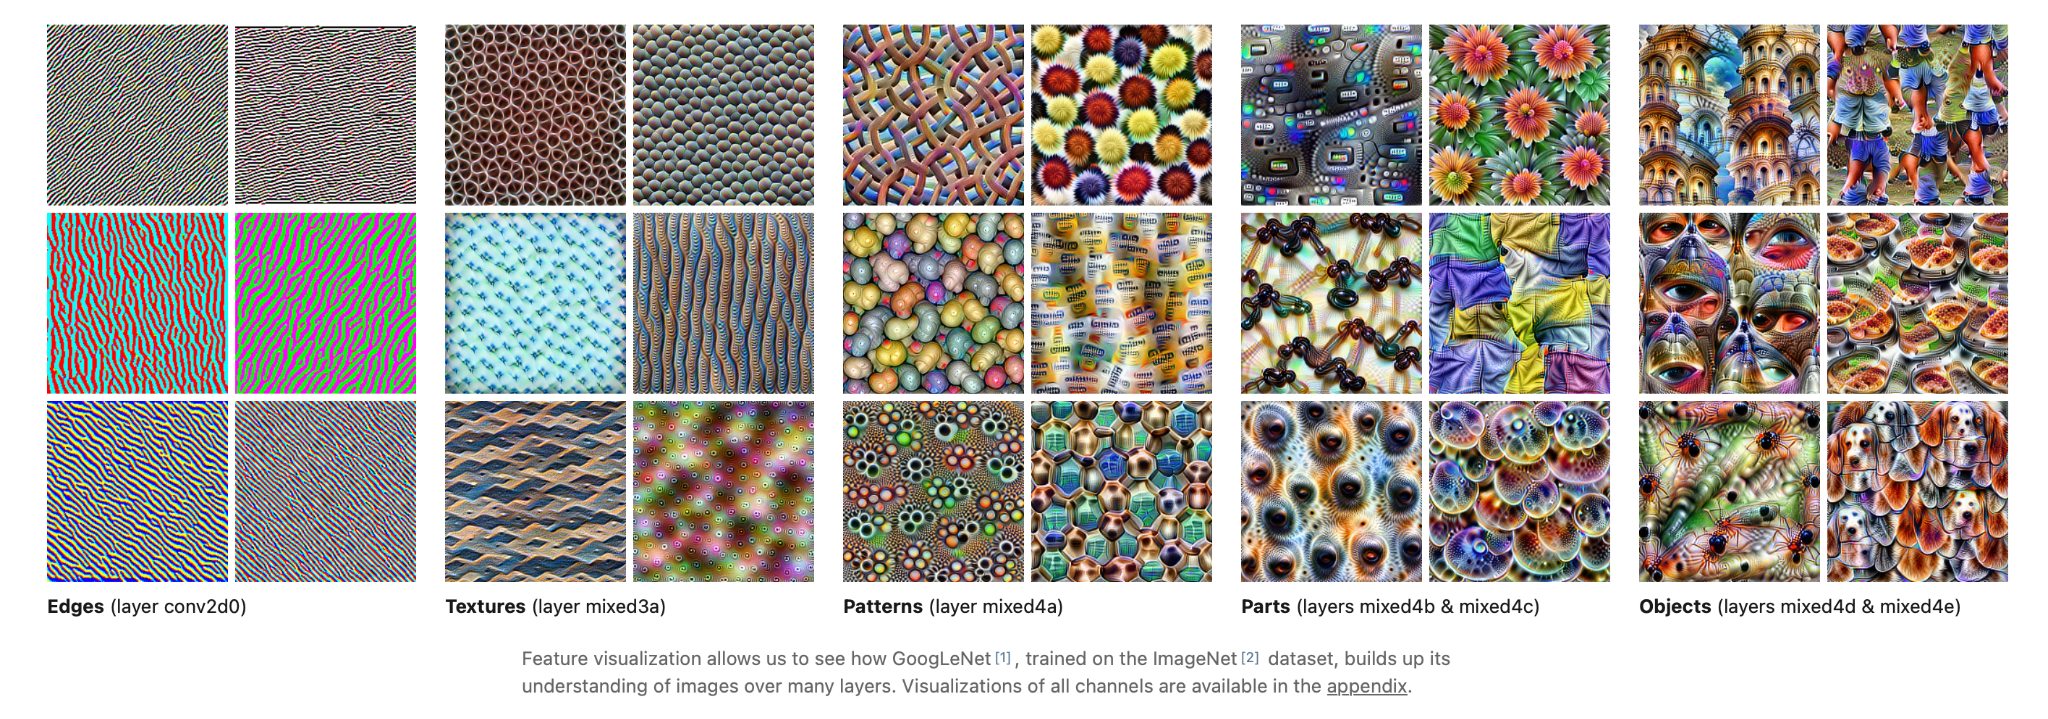 Edges (layer conv2d0)
Textures (layer mixed3a)
Patterns (layer mixed4a)
Parts (layers mixed4b & mixed4c)
Objects (layers mixed4d & mixed4e)
Feature visualization allows us to see how GoogLeNet [1] , trained on the ImageNet [2] dataset, builds up its
understanding of images over many layers. Visualizations of all channels are available in the appendix.